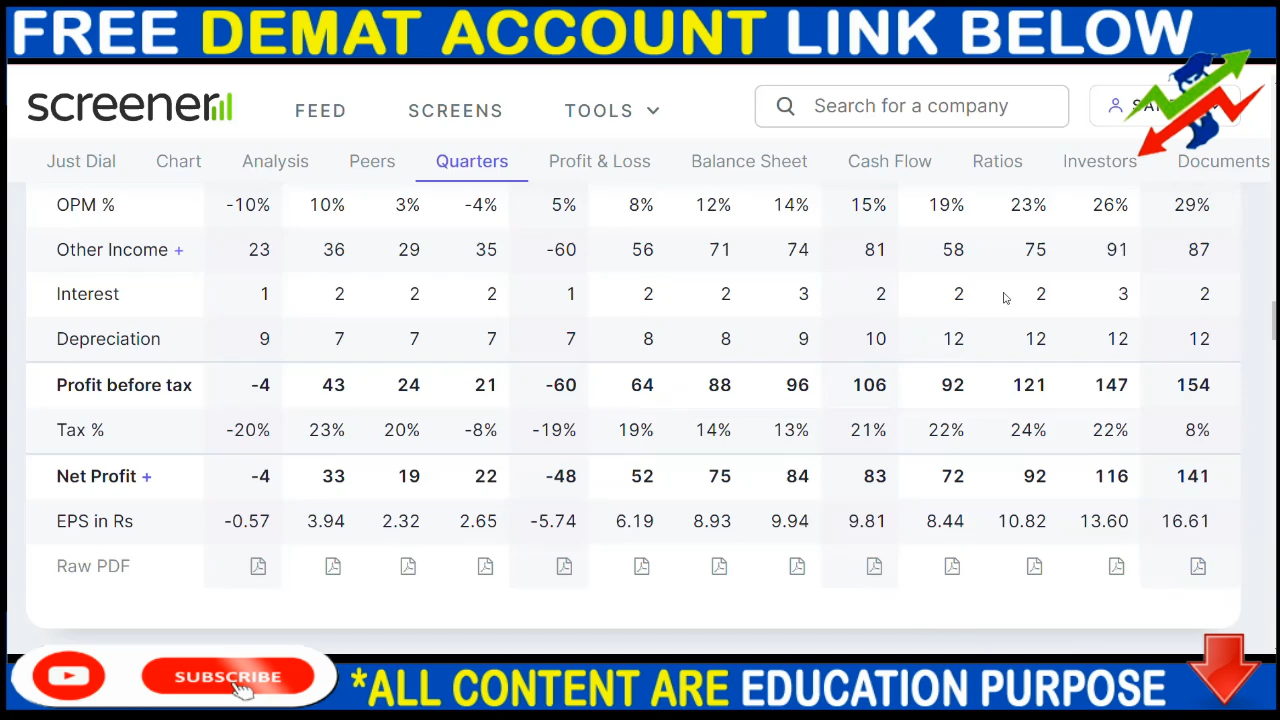 FREE DEMAT ACCOUNT LINK BELOW
screener FEED SCREENS TOOLS Search for a company
Just Dial Chart Analysis Peers Quarters Profit & Loss Balance Sheet Cash Flow Ratios Investors Documents
OPM % -10% 10% 3% -4% 5% 8% 12% 14% 15% 19% 23% 26% 29%
Other Income + 23 36 29 35 -60 56 71 74 81 58 75 91 87
Interest 1 2 2 2 1 2 2 3 2 2 2 3 2
Depreciation 9 7 7 7 7 8 8 9 10 12 12 12 12
Profit before tax -4 43 24 21 -60 64 88 96 106 92 121 147 154
Tax % -20% 23% 20% -8% -19% 19% 14% 13% 21% 22% 24% 22% 8%
Net Profit + -4 33 19 22 -48 52 75 84 83 72 92 116 141
EPS in Rs -0.57 3.94 2.32 2.65 -5.74 6.19 8.93 9.94 9.81 8.44 10.82 13.60 16.61
Raw PDF
SUBSCRIBE *ALL CONTENT ARE EDUCATION PURPOSE